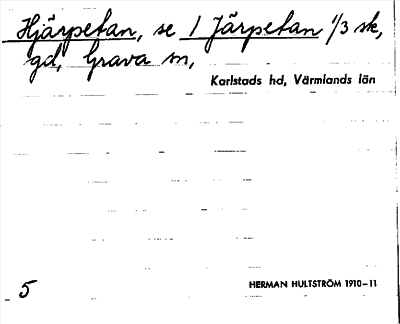 Hjärpetan, se 1 Järpetan 1/3 sk,
gd, Grava sn,
Karlstads hd, Värmlands län
5
HERMAN HULTSTRÖM 1910–11